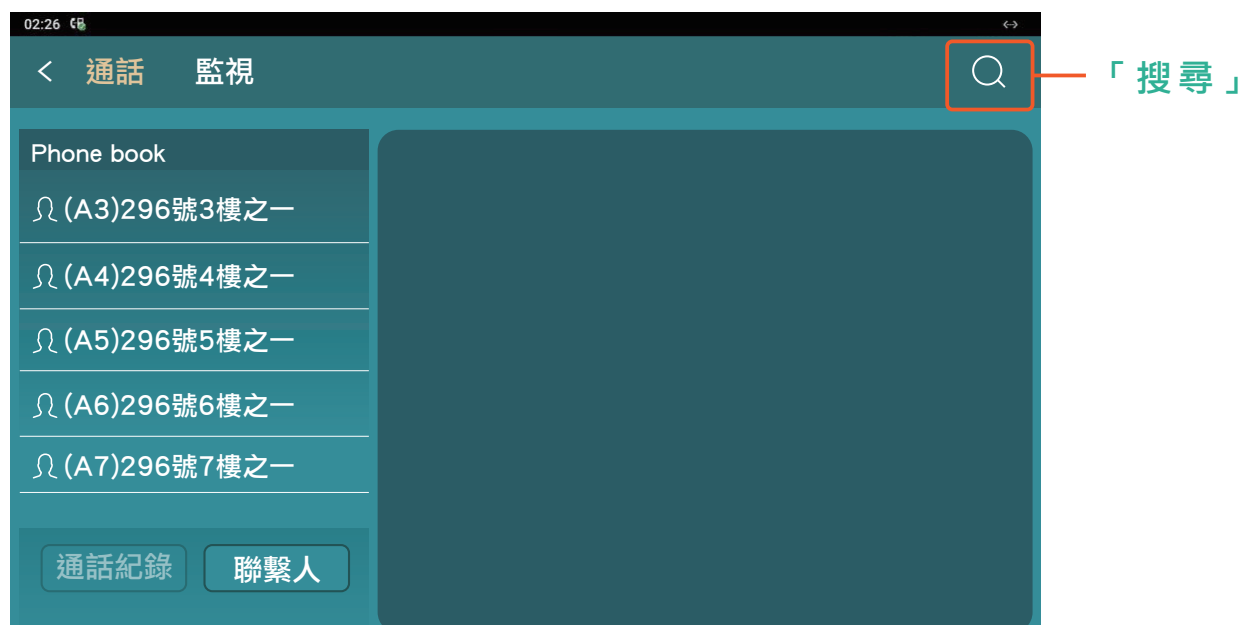 02:26
通話 監視
「搜尋」
Phone book
(A3)296號3樓之一
(A4)296號4樓之一
(A5)296號5樓之一
(A6)296號6樓之一
(A7)296號7樓之一
通話紀錄 聯繫人